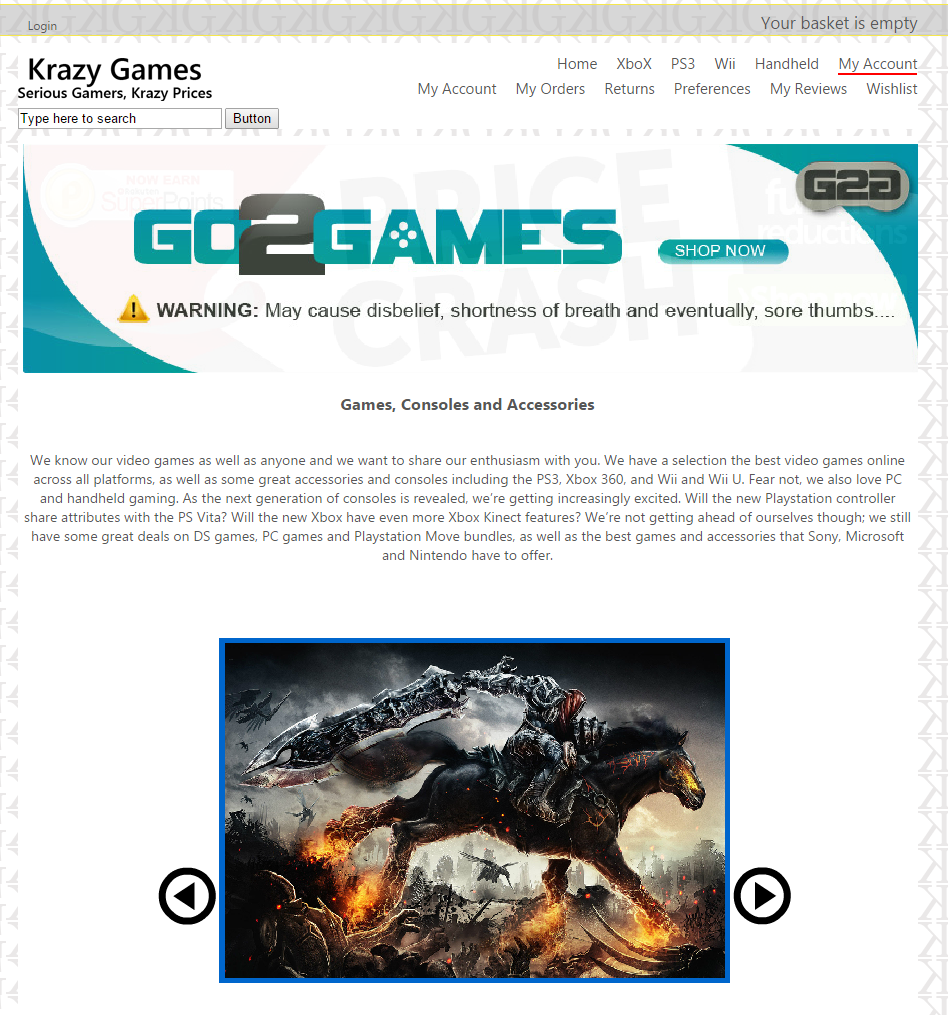 Login
Your basket is empty
Krazy Games
Serious Gamers, Krazy Prices
Home XboX PS3 Wii Handheld My Account
My Account My Orders Returns Preferences My Reviews Wishlist
Type here to search Button
NOW EARN
SuperPoints
PRICE
CRASH
reductions
G2G
GO2GAMES
SHOP NOW
WARNING: May cause disbelief, shortness of breath and eventually, sore thumbs....
Games, Consoles and Accessories
We know our video games as well as anyone and we want to share our enthusiasm with you. We have a selection the best video games online
across all platforms, as well as some great accessories and consoles including the PS3, Xbox 360, and Wii and Wii U. Fear not, we also love PC
and handheld gaming. As the next generation of consoles is revealed, we’re getting increasingly excited. Will the new Playstation controller
share attributes with the PS Vita? Will the new Xbox have even more Xbox Kinect features? We’re not getting ahead of ourselves though; we still
have some great deals on DS games, PC games and Playstation Move bundles, as well as the best games and accessories that Sony, Microsoft
and Nintendo have to offer.